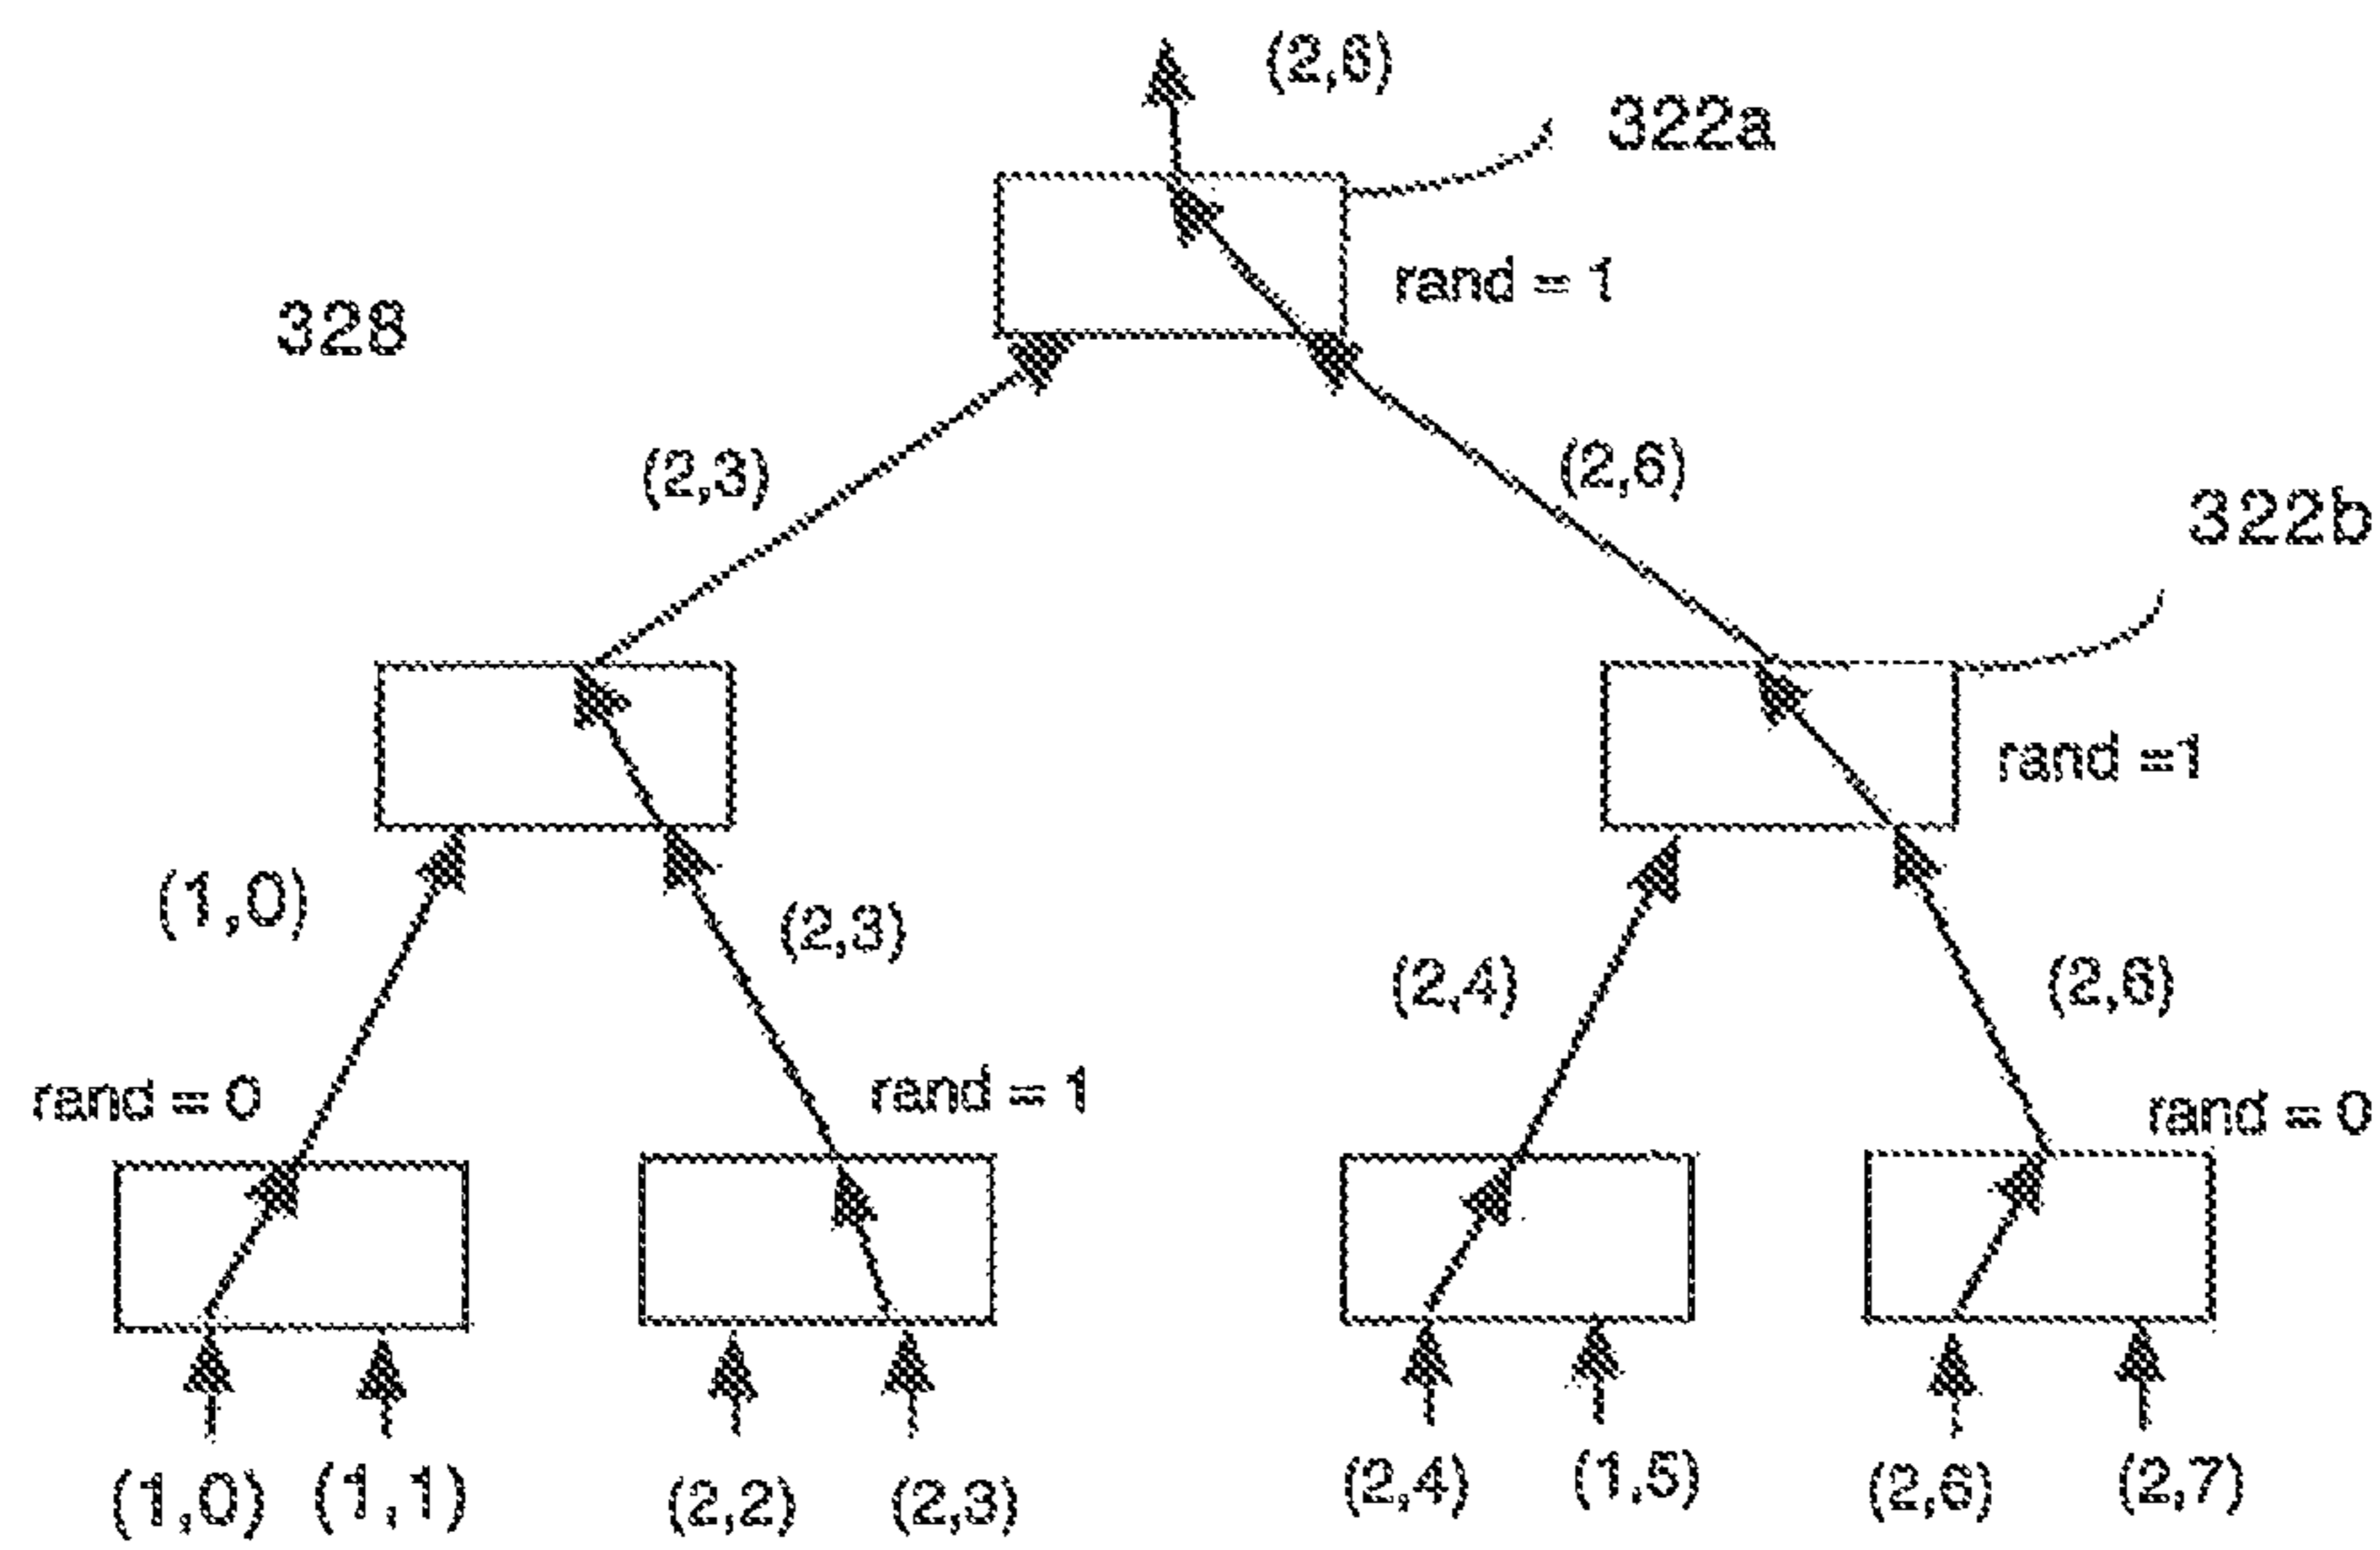 (2,6)
322a
rand = 1
328
(2,3)
(2,6)
322b
rand =1
(1,0)
(2,3)
(2,4)
(2,6)
rand = 0
rand = 1
rand = 0
(1,0) (1,1) (2,2) (2,3) (2,4) (1,5) (2,6) (2,7)